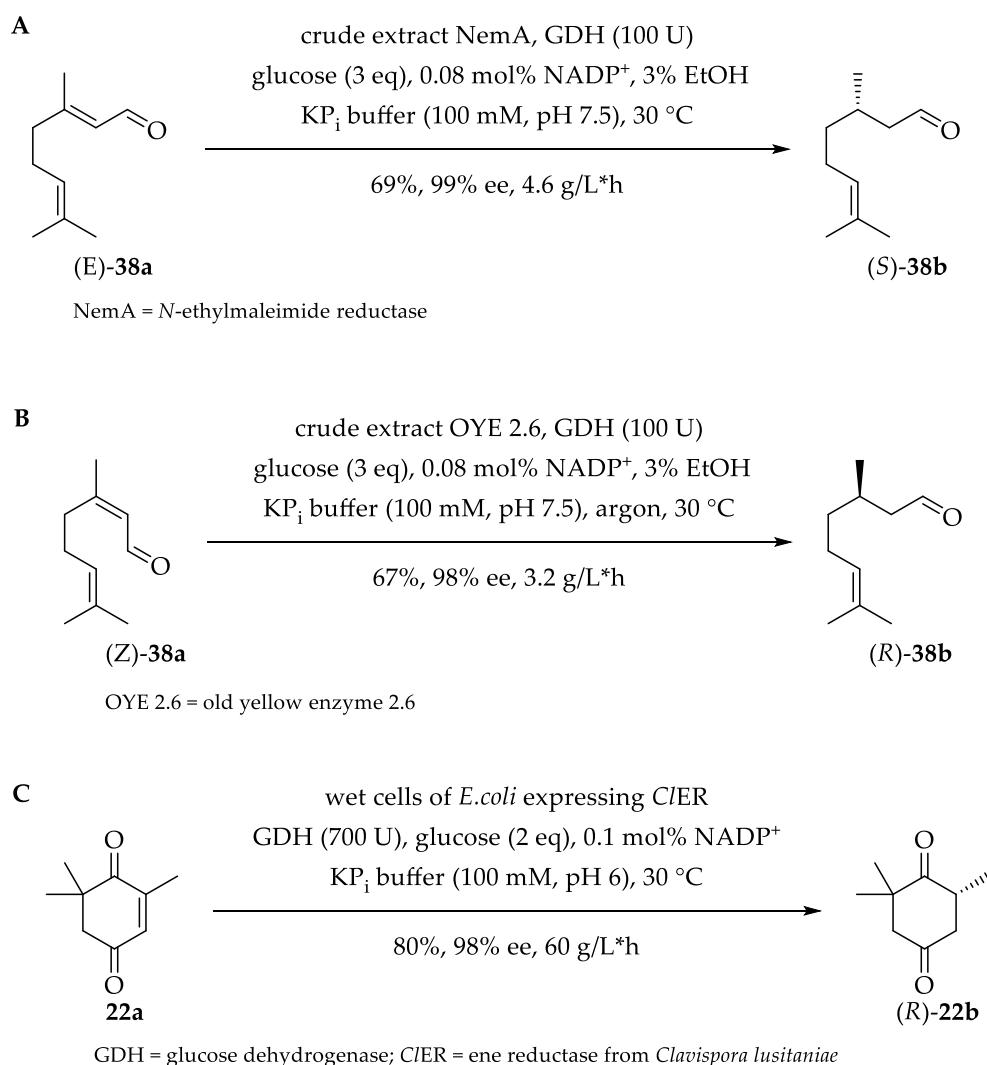 A
crude extract NemA, GDH (100 U)
glucose (3 eq), 0.08 mol% NADP⁺, 3% EtOH
KPi buffer (100 mM, pH 7.5), 30 °C
O
O
69%, 99% ee, 4.6 g/L*h
(E)-38a
(S)-38b
NemA = N-ethylmaleimide reductase
B
crude extract OYE 2.6, GDH (100 U)
glucose (3 eq), 0.08 mol% NADP⁺, 3% EtOH
KPi buffer (100 mM, pH 7.5), argon, 30 °C
O
O
67%, 98% ee, 3.2 g/L*h
(Z)-38a
(R)-38b
OYE 2.6 = old yellow enzyme 2.6
C
wet cells of E.coli expressing ClER
GDH (700 U), glucose (2 eq), 0.1 mol% NADP⁺
KPi buffer (100 mM, pH 6), 30 °C
O
O
80%, 98% ee, 60 g/L*h
O
O
22a
(R)-22b
GDH = glucose dehydrogenase; ClER = ene reductase from Clavispora lusitaniae